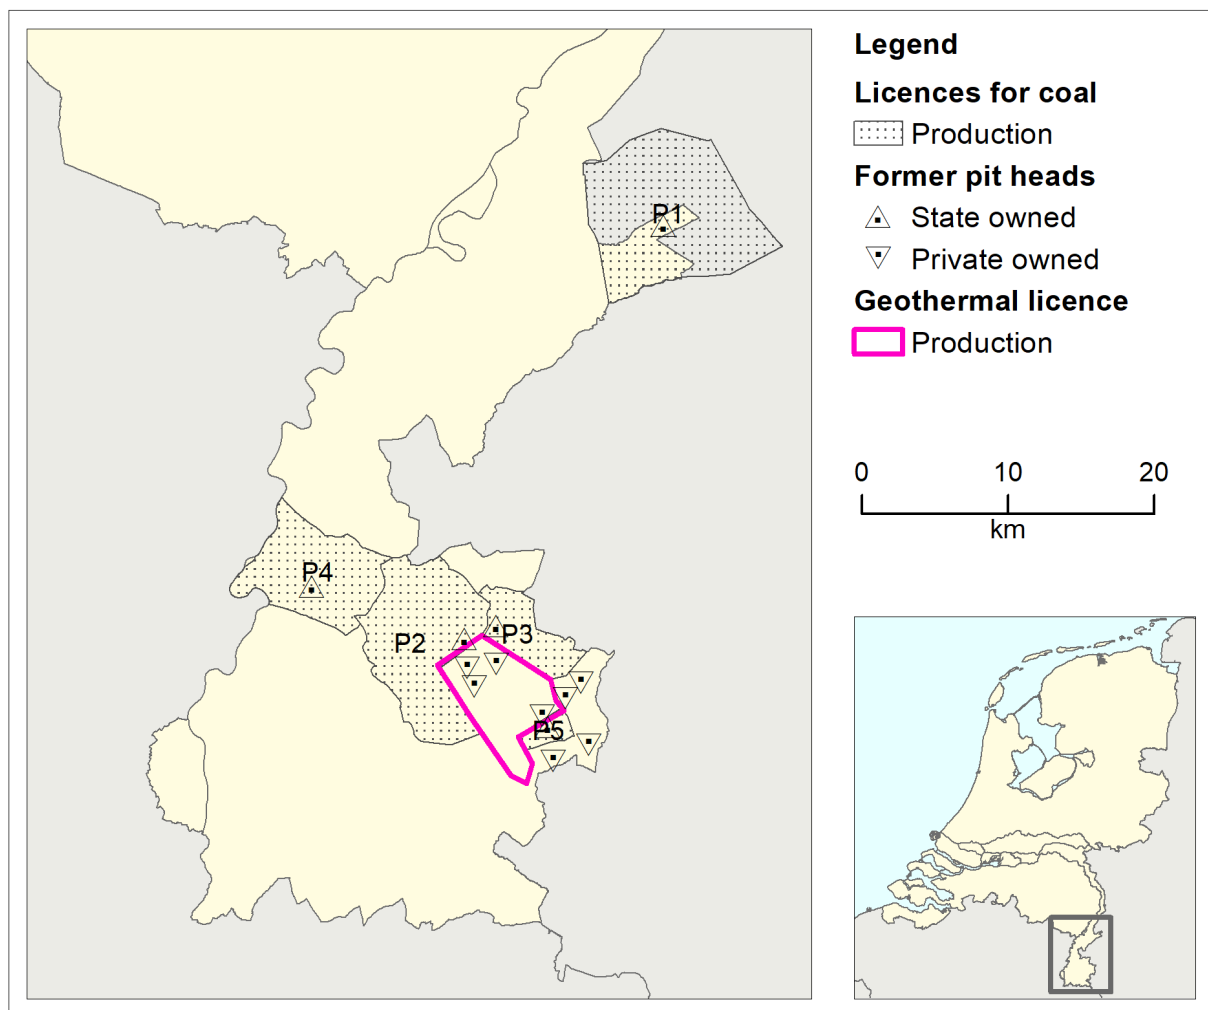 P1
P4
P2
P3
P5
Legend
Licences for coal
Production
Former pit heads
State owned
Private owned
Geothermal licence
Production
0 10 20
km